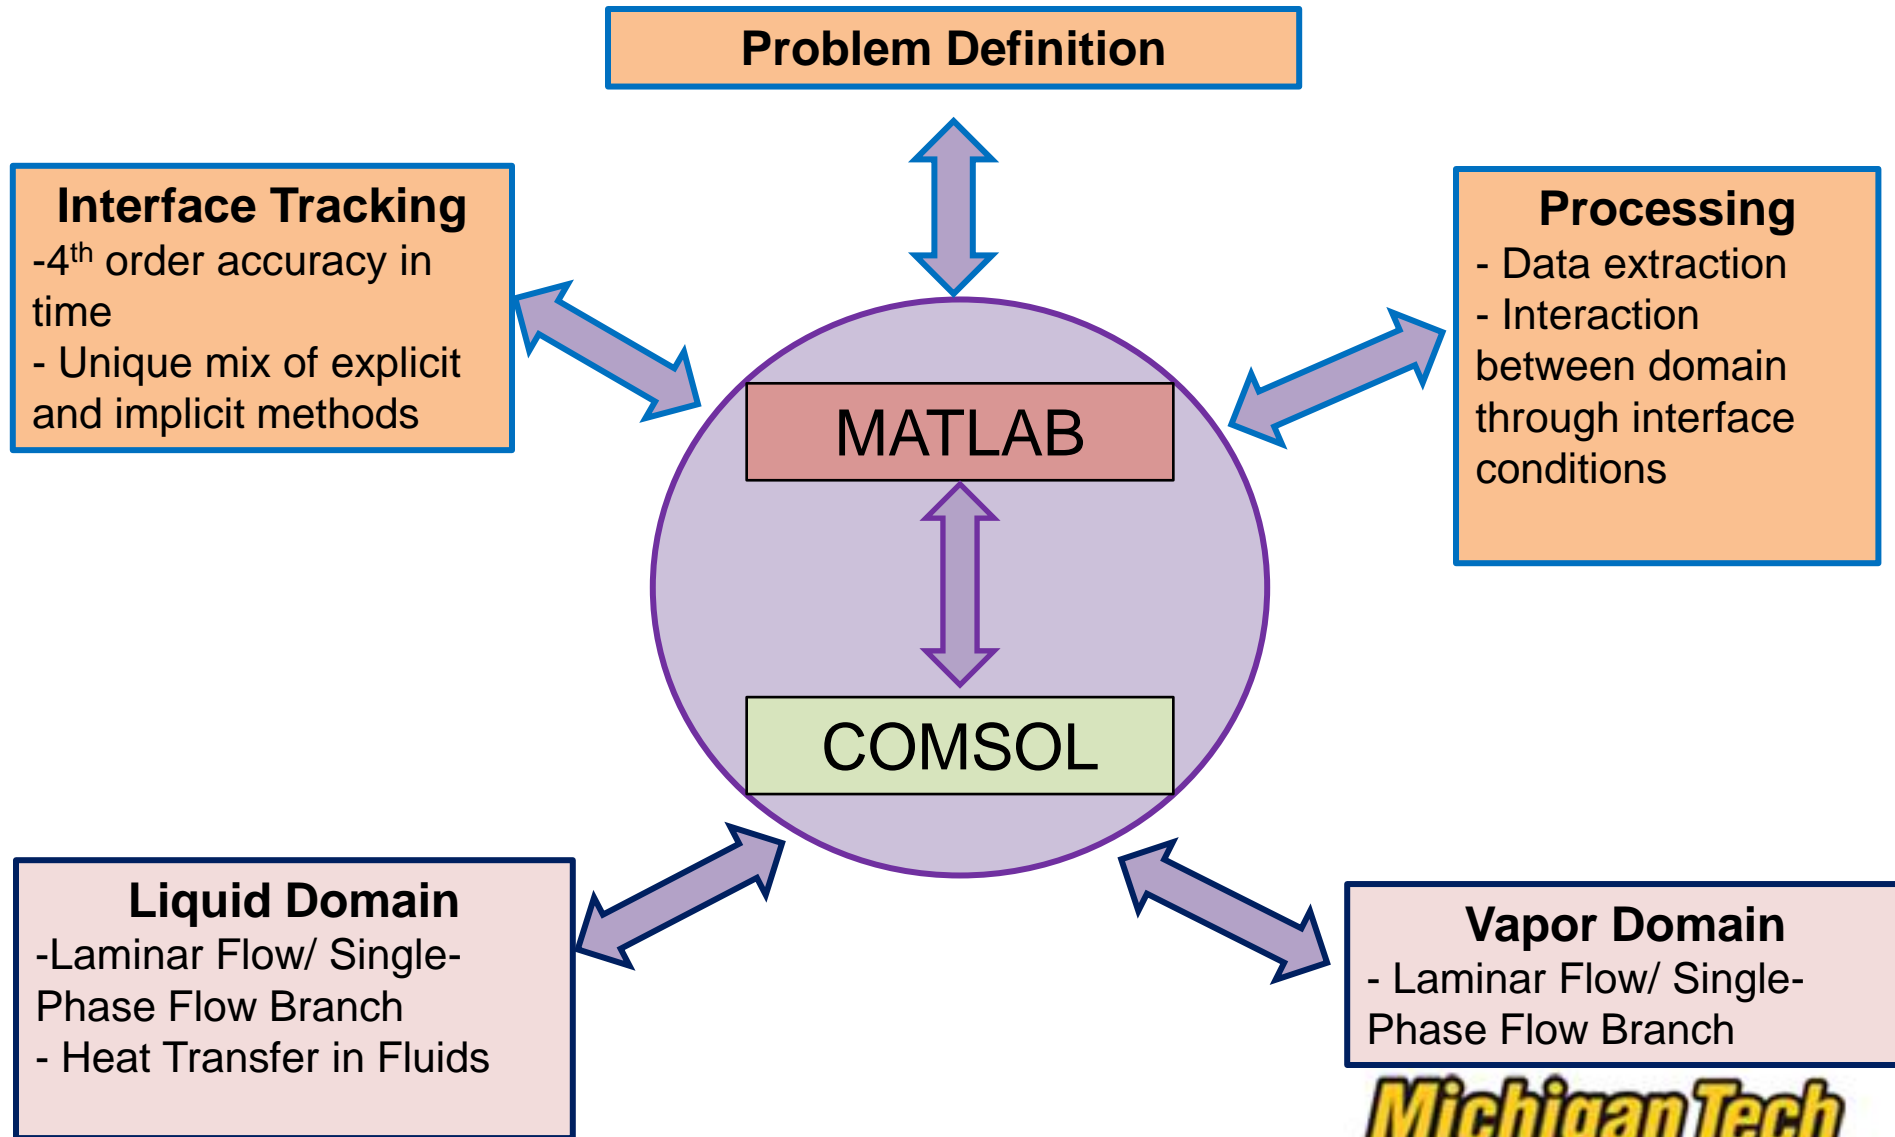 Problem Definition
Interface Tracking
-4th order accuracy in
time
- Unique mix of explicit
and implicit methods
Processing
- Data extraction
- Interaction
between domain
through interface
conditions
MATLAB
COMSOL
Liquid Domain
-Laminar Flow/ Single-
Phase Flow Branch
- Heat Transfer in Fluids
Vapor Domain
- Laminar Flow/ Single-
Phase Flow Branch
Michigan Tech